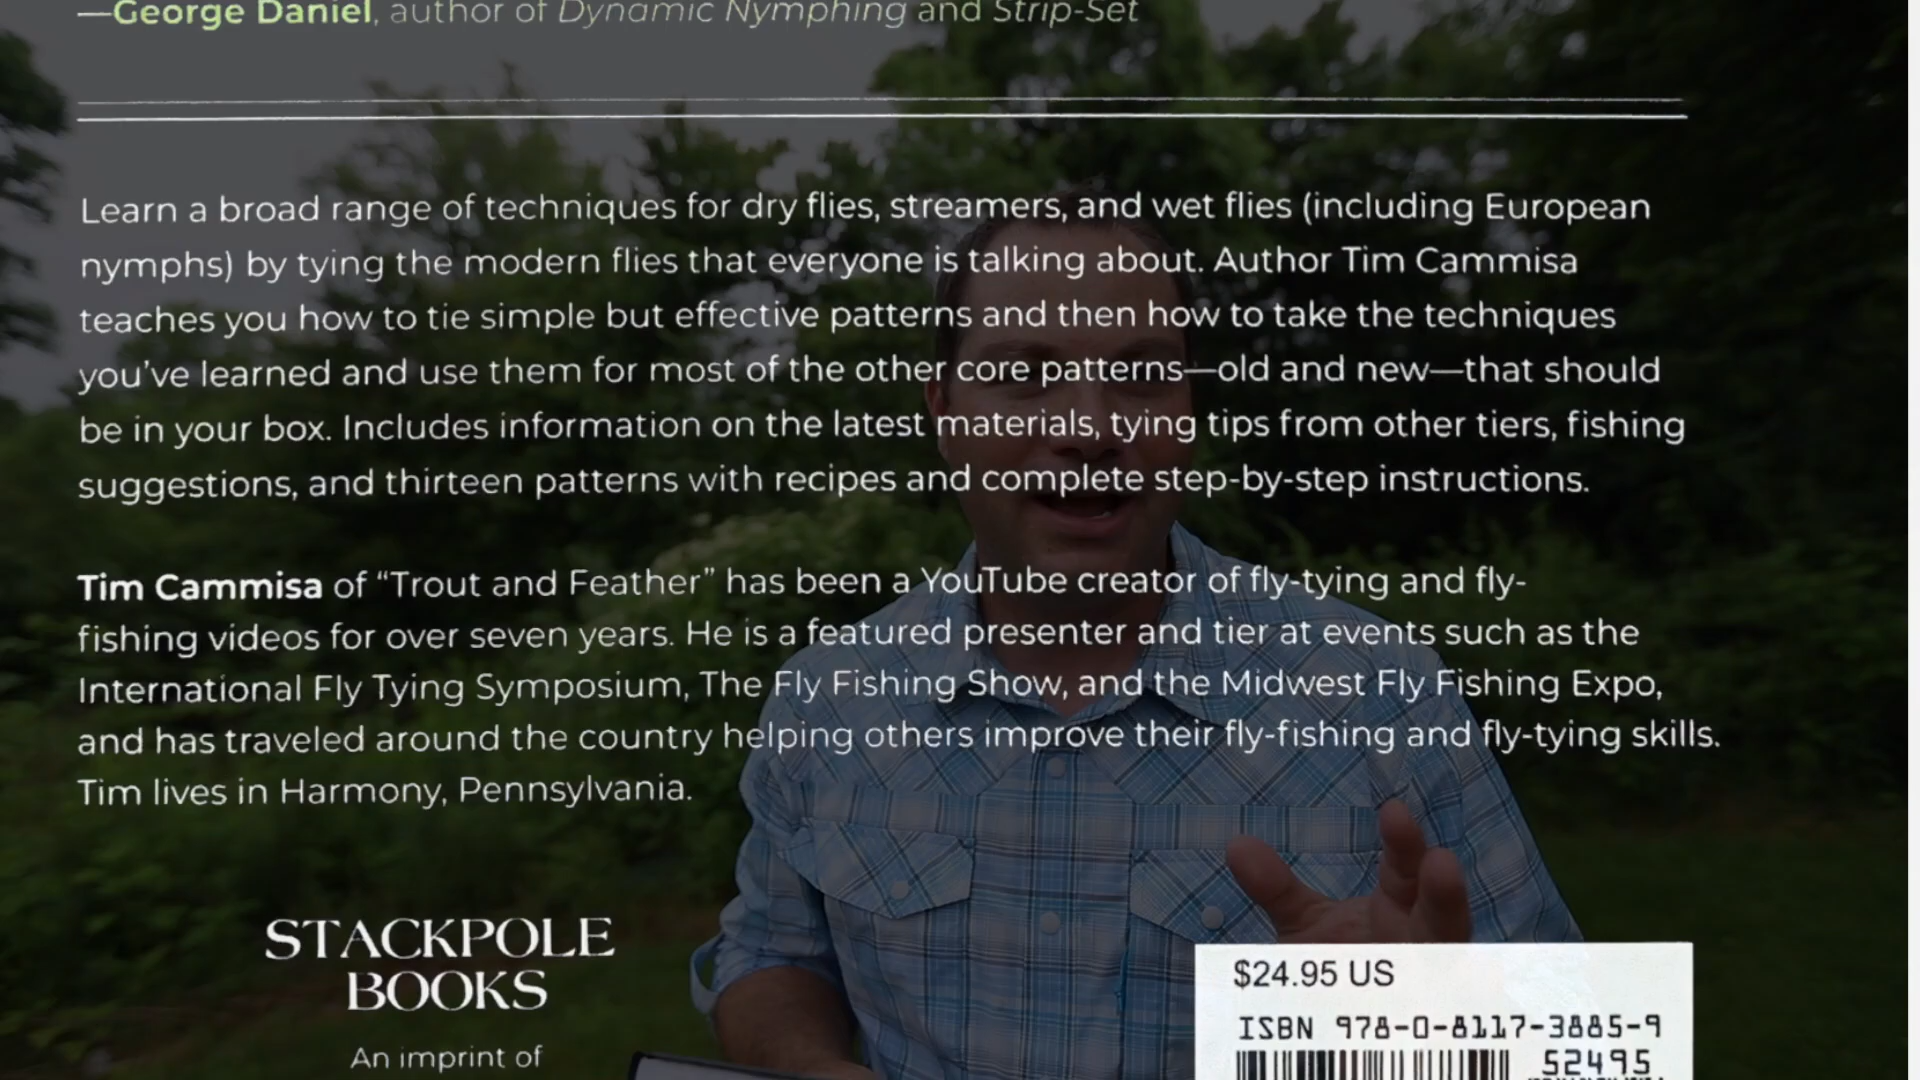 —George Daniel, author of Dynamic Nymphing and Strip-Set
Learn a broad range of techniques for dry flies, streamers, and wet flies (including European
nymphs) by tying the modern flies that everyone is talking about. Author Tim Cammisa
teaches you how to tie simple but effective patterns and then how to take the techniques
you've learned and use them for most of the other core patterns—old and new—that should
be in your box. Includes information on the latest materials, tying tips from other tiers, fishing
suggestions, and thirteen patterns with recipes and complete step-by-step instructions.
Tim Cammisa of “Trout and Feather” has been a YouTube creator of fly-tying and fly-
fishing videos for over seven years. He is a featured presenter and tier at events such as the
International Fly Tying Symposium, The Fly Fishing Show, and the Midwest Fly Fishing Expo,
and has traveled around the country helping others improve their fly-fishing and fly-tying skills.
Tim lives in Harmony, Pennsylvania.
STACKPOLE
BOOKS
An imprint of
$24.95 US
ISBN 978-0-8117-3885-9
52495